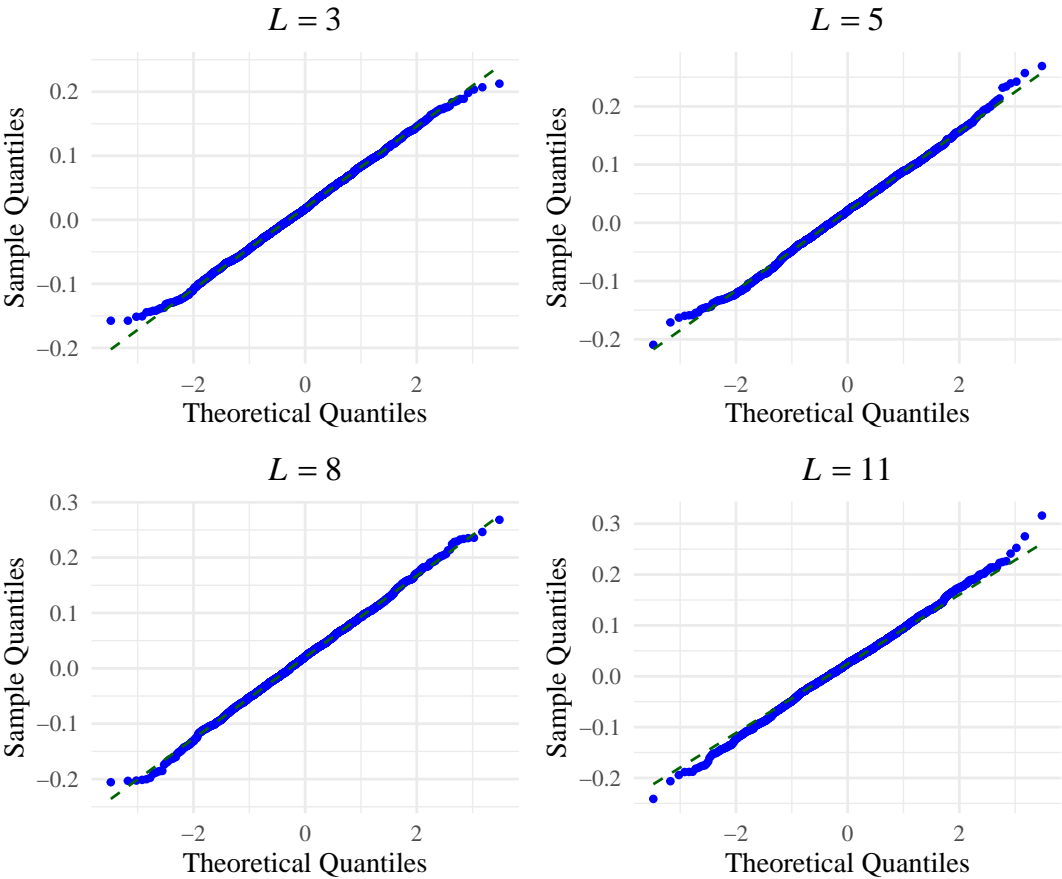 L = 3
Sample Quantiles
0.2
0.1
0.0
−0.1
−0.2
−2 0 2
Theoretical Quantiles
L = 5
Sample Quantiles
0.2
0.1
0.0
−0.1
−0.2
−2 0 2
Theoretical Quantiles
L = 8
Sample Quantiles
0.3
0.2
0.1
0.0
−0.1
−0.2
−2 0 2
Theoretical Quantiles
L = 11
Sample Quantiles
0.3
0.2
0.1
0.0
−0.1
−0.2
−2 0 2
Theoretical Quantiles